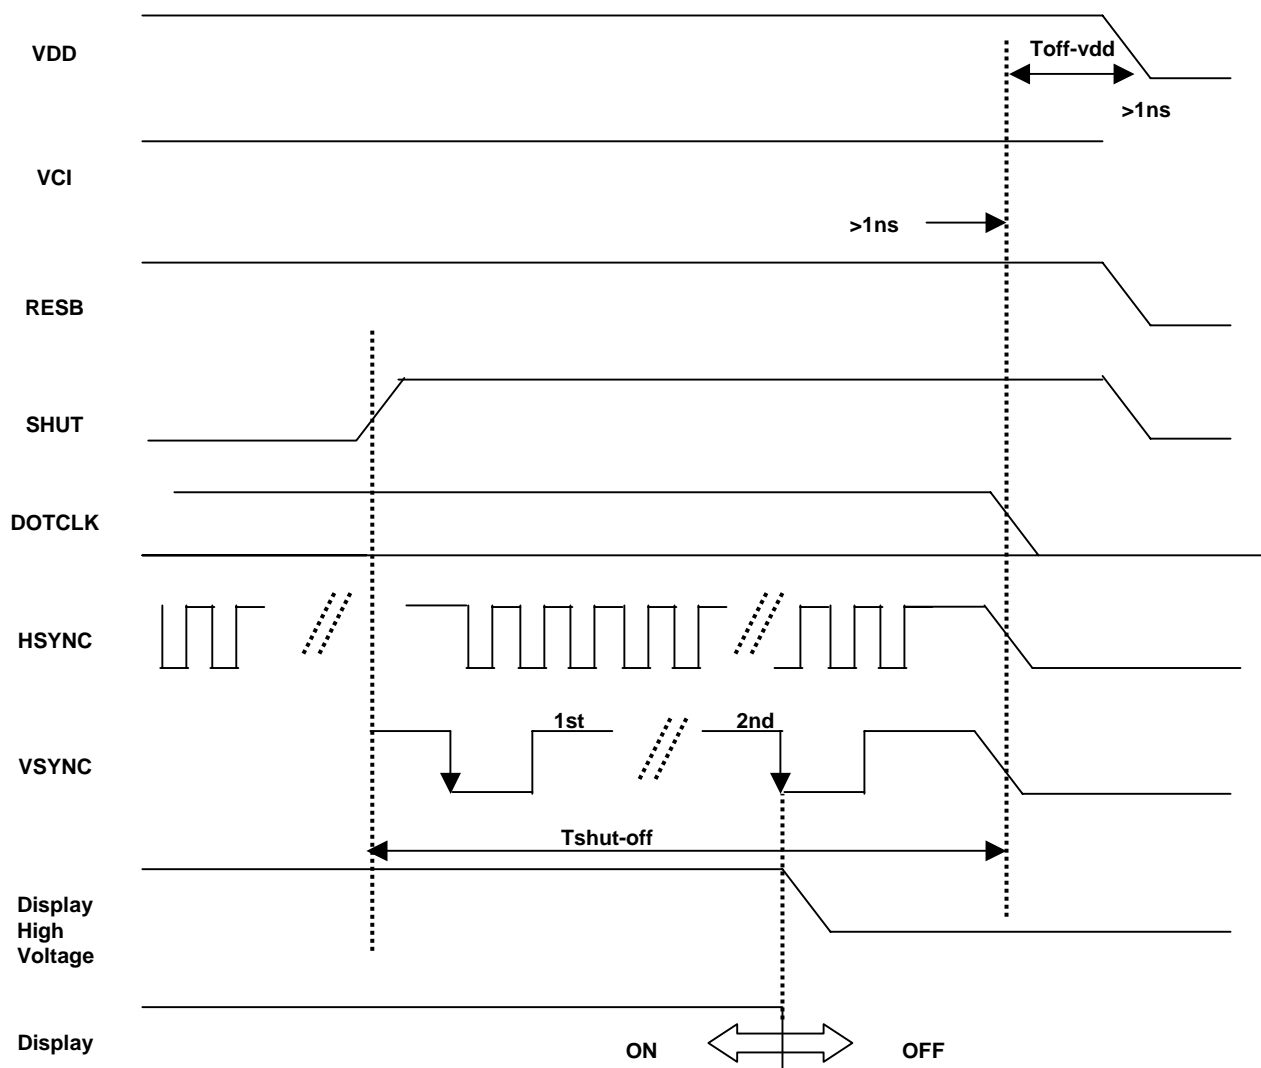 VDD
Toff-vdd
>1ns
VCI
>1ns
RESB
SHUT
DOTCLK
HSYNC
1st
2nd
VSYNC
Tshut-off
Display
High
Voltage
Display
ON
OFF